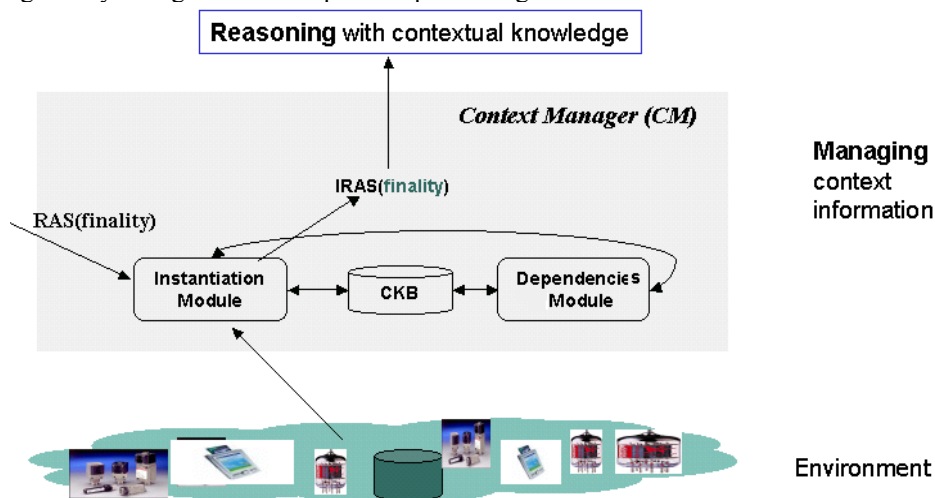 Reasoning with contextual knowledge
Context Manager (CM)
Managing
context
information
IRAS(finality)
RAS(finality)
Instantiation
Module
CKB
Dependencies
Module
Environment